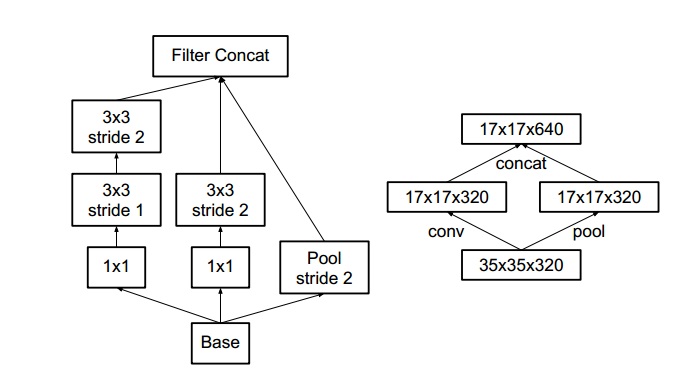 Filter Concat
3x3
stride 2
3x3
stride 1
3x3
stride 2
1x1
1x1
Pool
stride 2
Base
17x17x640
concat
17x17x320
17x17x320
conv
pool
35x35x320